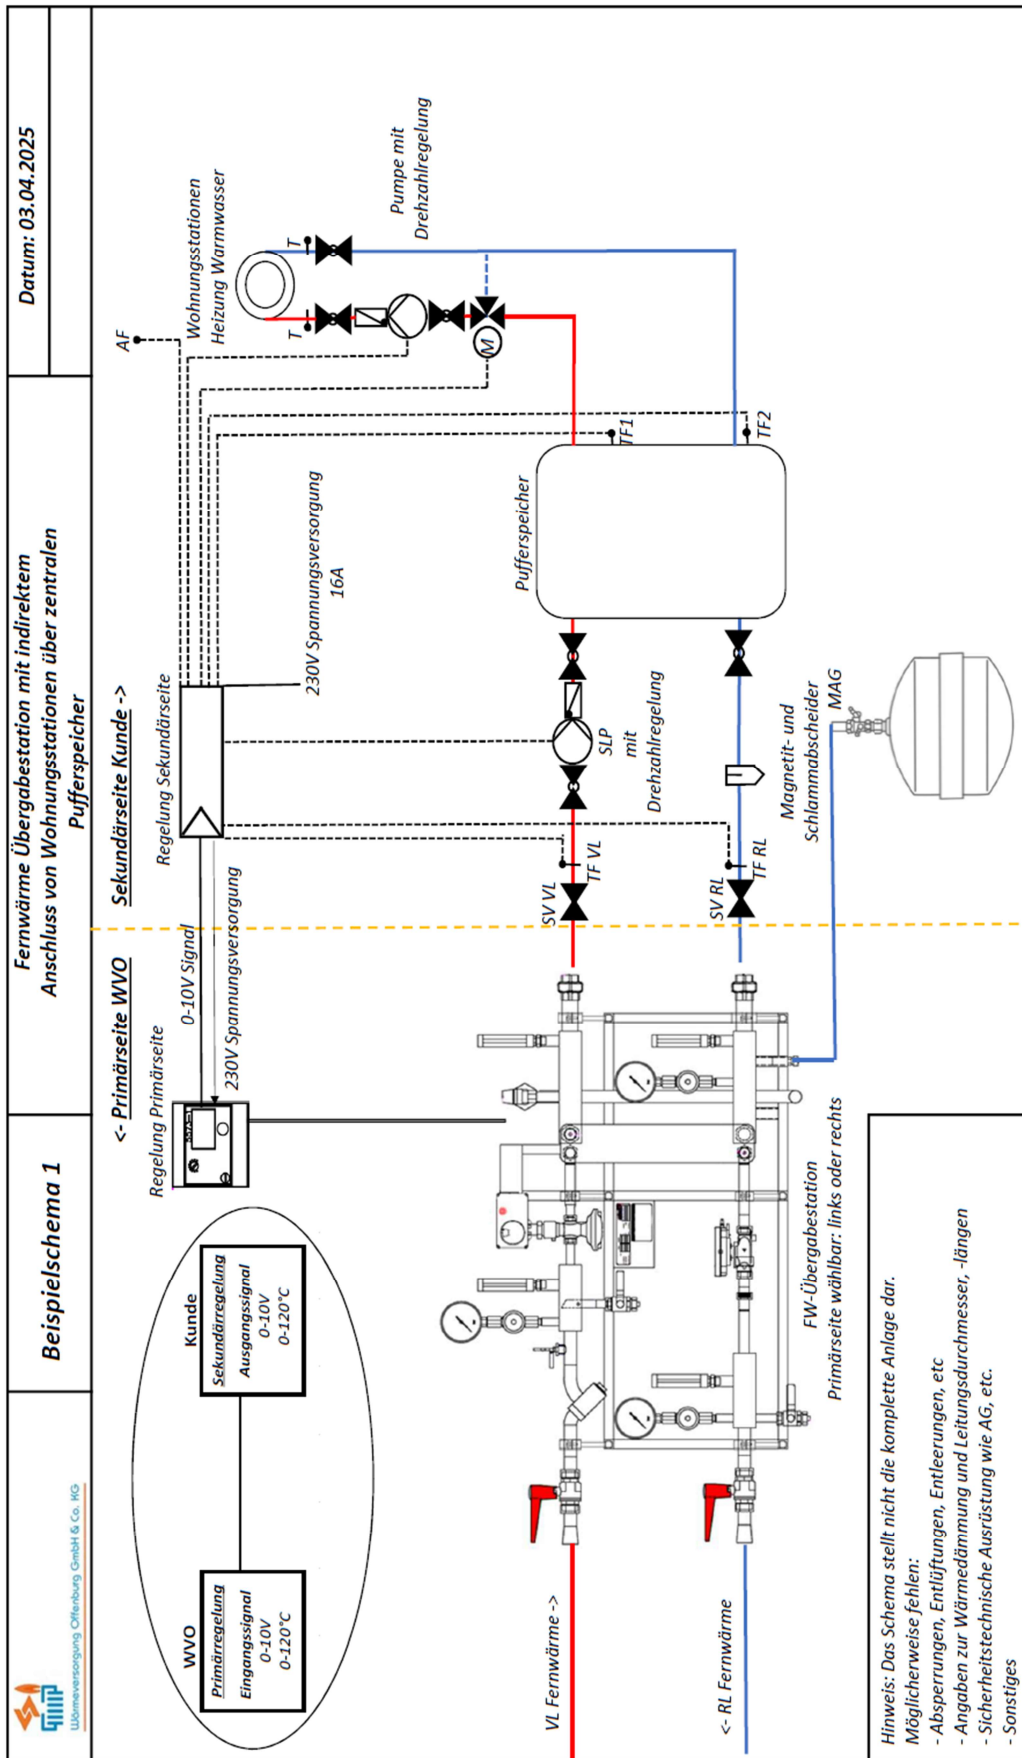 Wärmeversorgung Offenburg GmbH & Co. KG
Beispielschema 1
Fernwärme Übergabestation mit indirektem
Anschluss von Wohnungsstationen über zentralen
Pufferspeicher
Datum: 03.04.2025
<- Primärseite WVO
Sekundärseite Kunde ->
WVO
Primärregelung
Eingangssignal
0-10V
0-120°C
Kunde
Sekundärregelung
Ausgangssignal
0-10V
0-120°C
Regelung Primärseite
0-10V Signal
230V Spannungsversorgung
Regelung Sekundärseite
230V Spannungsversorgung
16A
AF
Wohnungsstationen
Heizung Warmwasser
T
T
M
Pumpe mit
Drehzahlregelung
Pufferspeicher
TF1
TF2
SV VL
TF VL
SLP
mit
Drehzahlregelung
SV RL
TF RL
Magnetit- und
Schlammabscheider
MAG
VL Fernwärme ->
<- RL Fernwärme
FW-Übergabestation
Primärseite wählbar: links oder rechts
Hinweis: Das Schema stellt nicht die komplette Anlage dar.
Möglicherweise fehlen:
- Absperrungen, Entlüftungen, Entleerungen, etc
- Angaben zur Wärmedämmung und Leitungsdurchmesser, -längen
- Sicherheitstechnische Ausrüstung wie AG, etc.
- Sonstiges